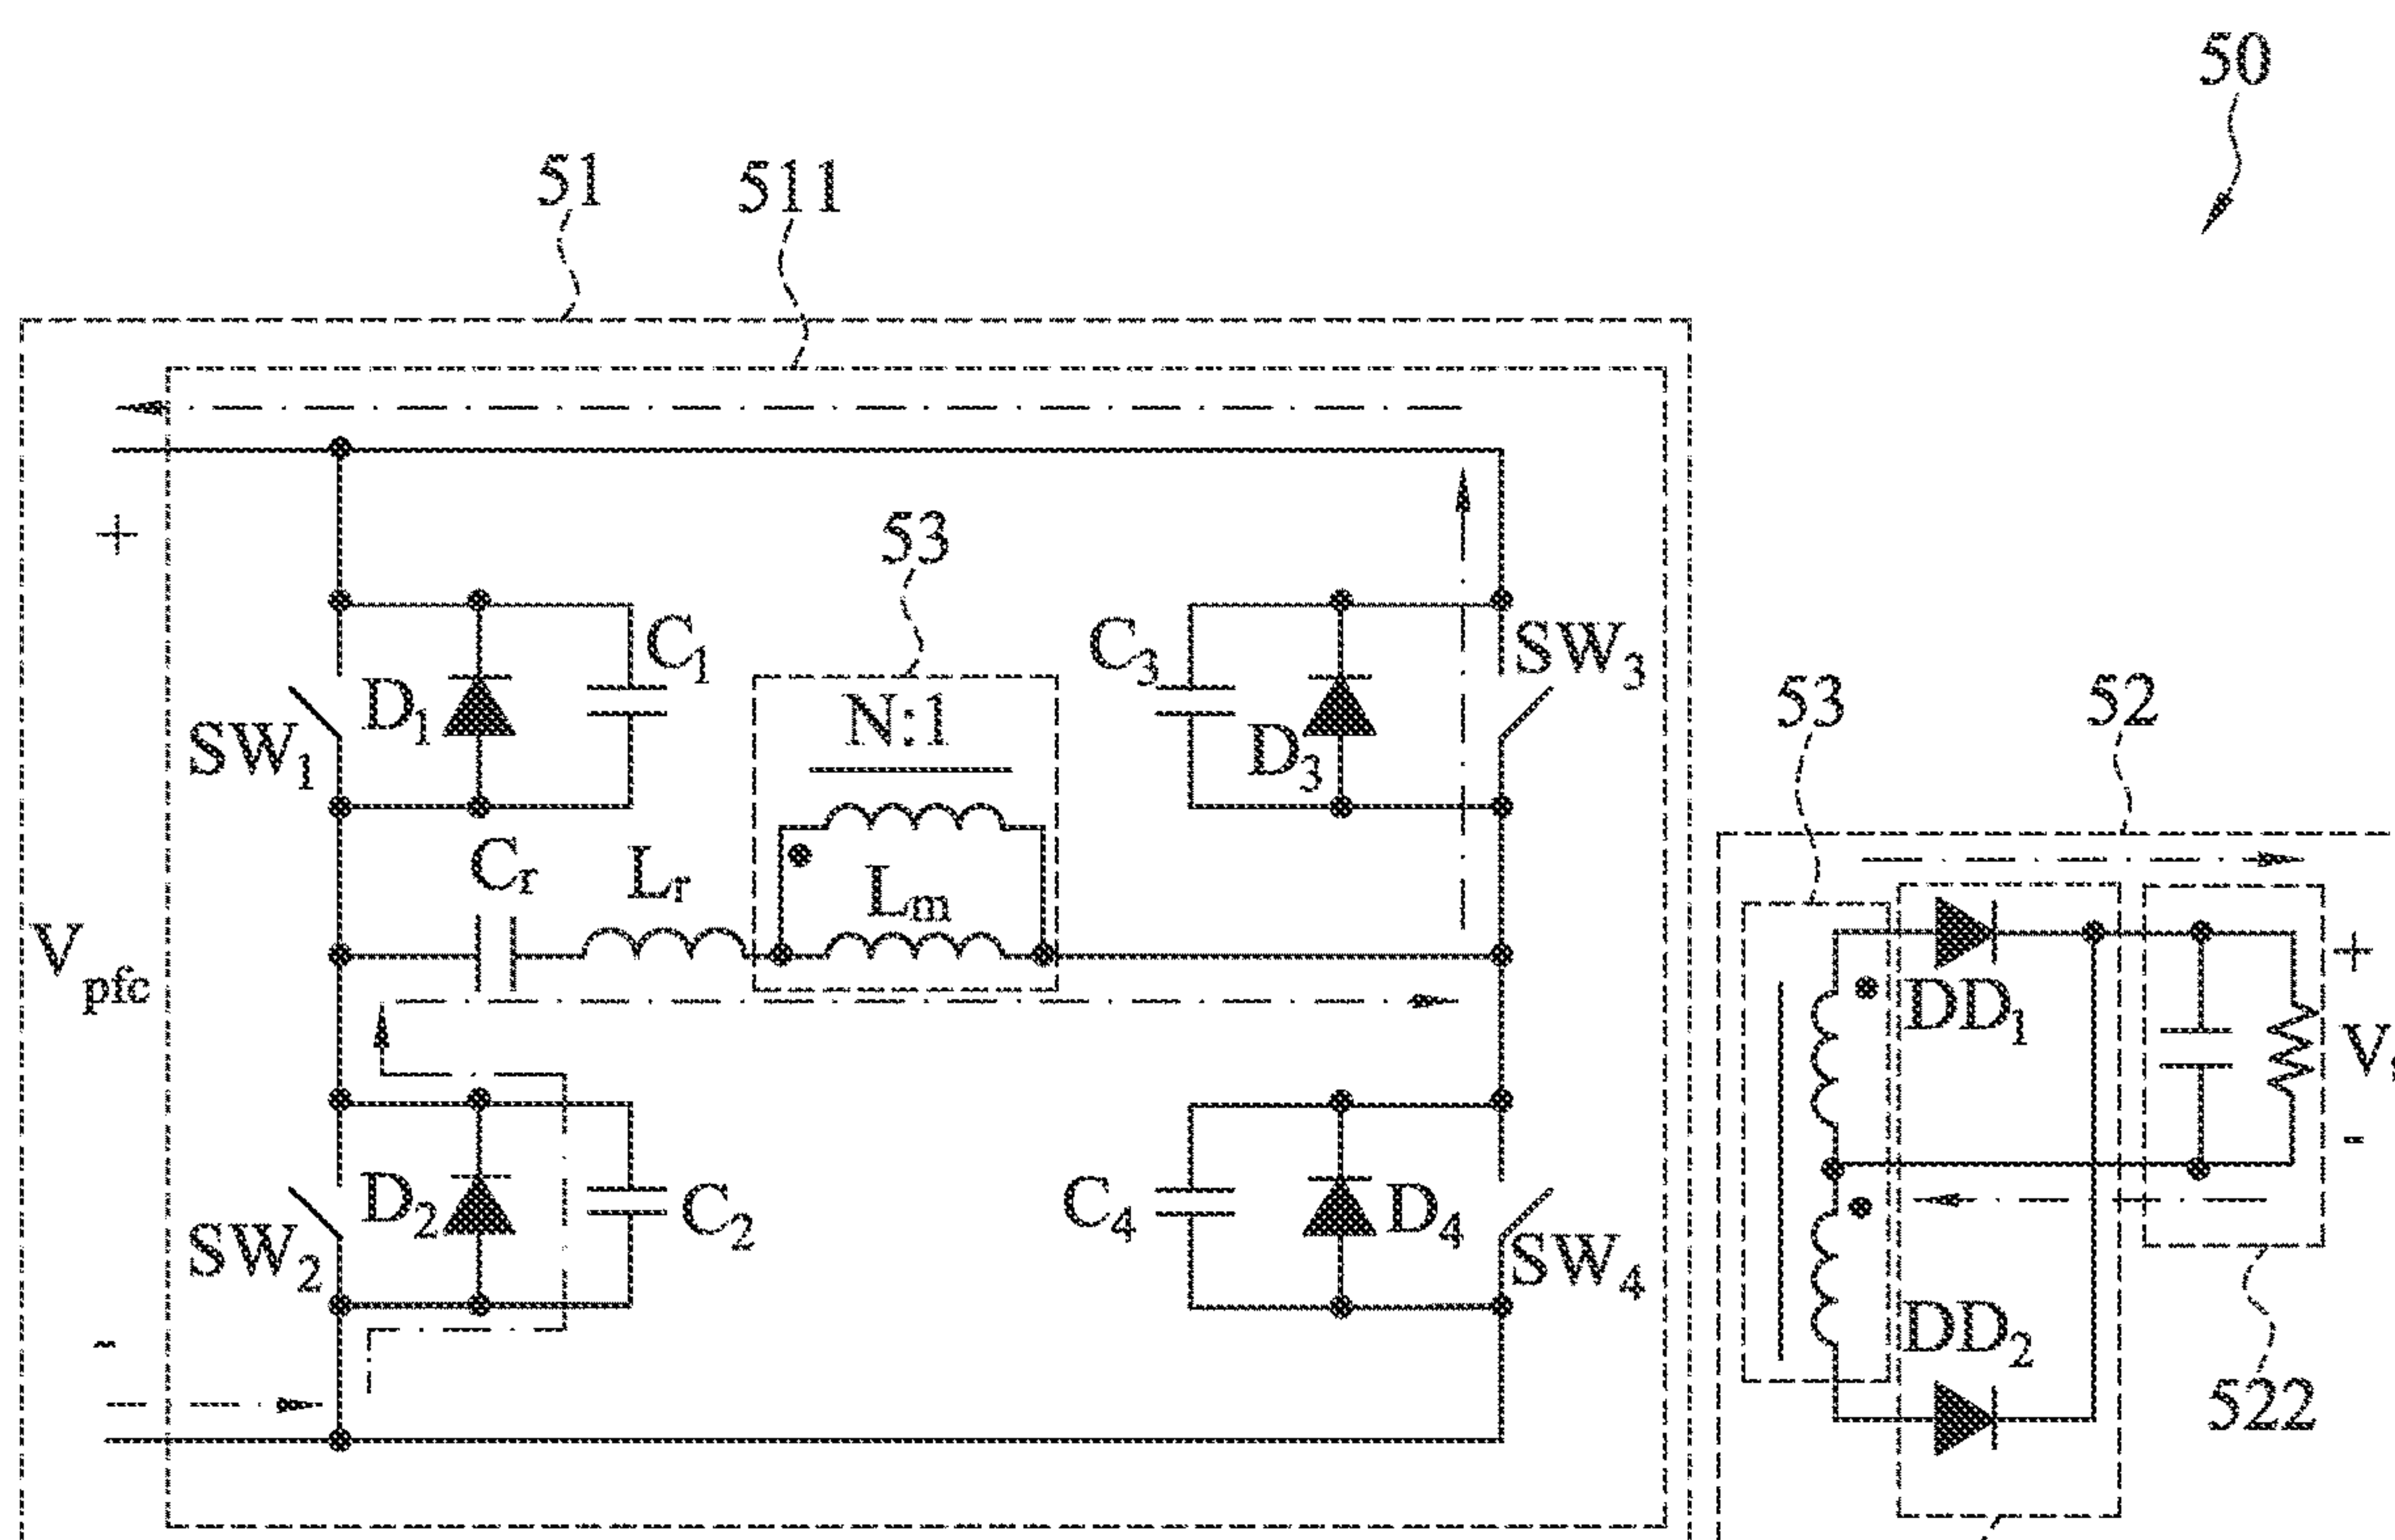 50
51
511
+
53
C1
C3
SW3
D1
N:1
SW1
D3
53
52
Cr
Lr
Lm
Vpfc
DD1
+
V
-
D2
C2
C4
D4
SW2
SW4
DD2
-
522